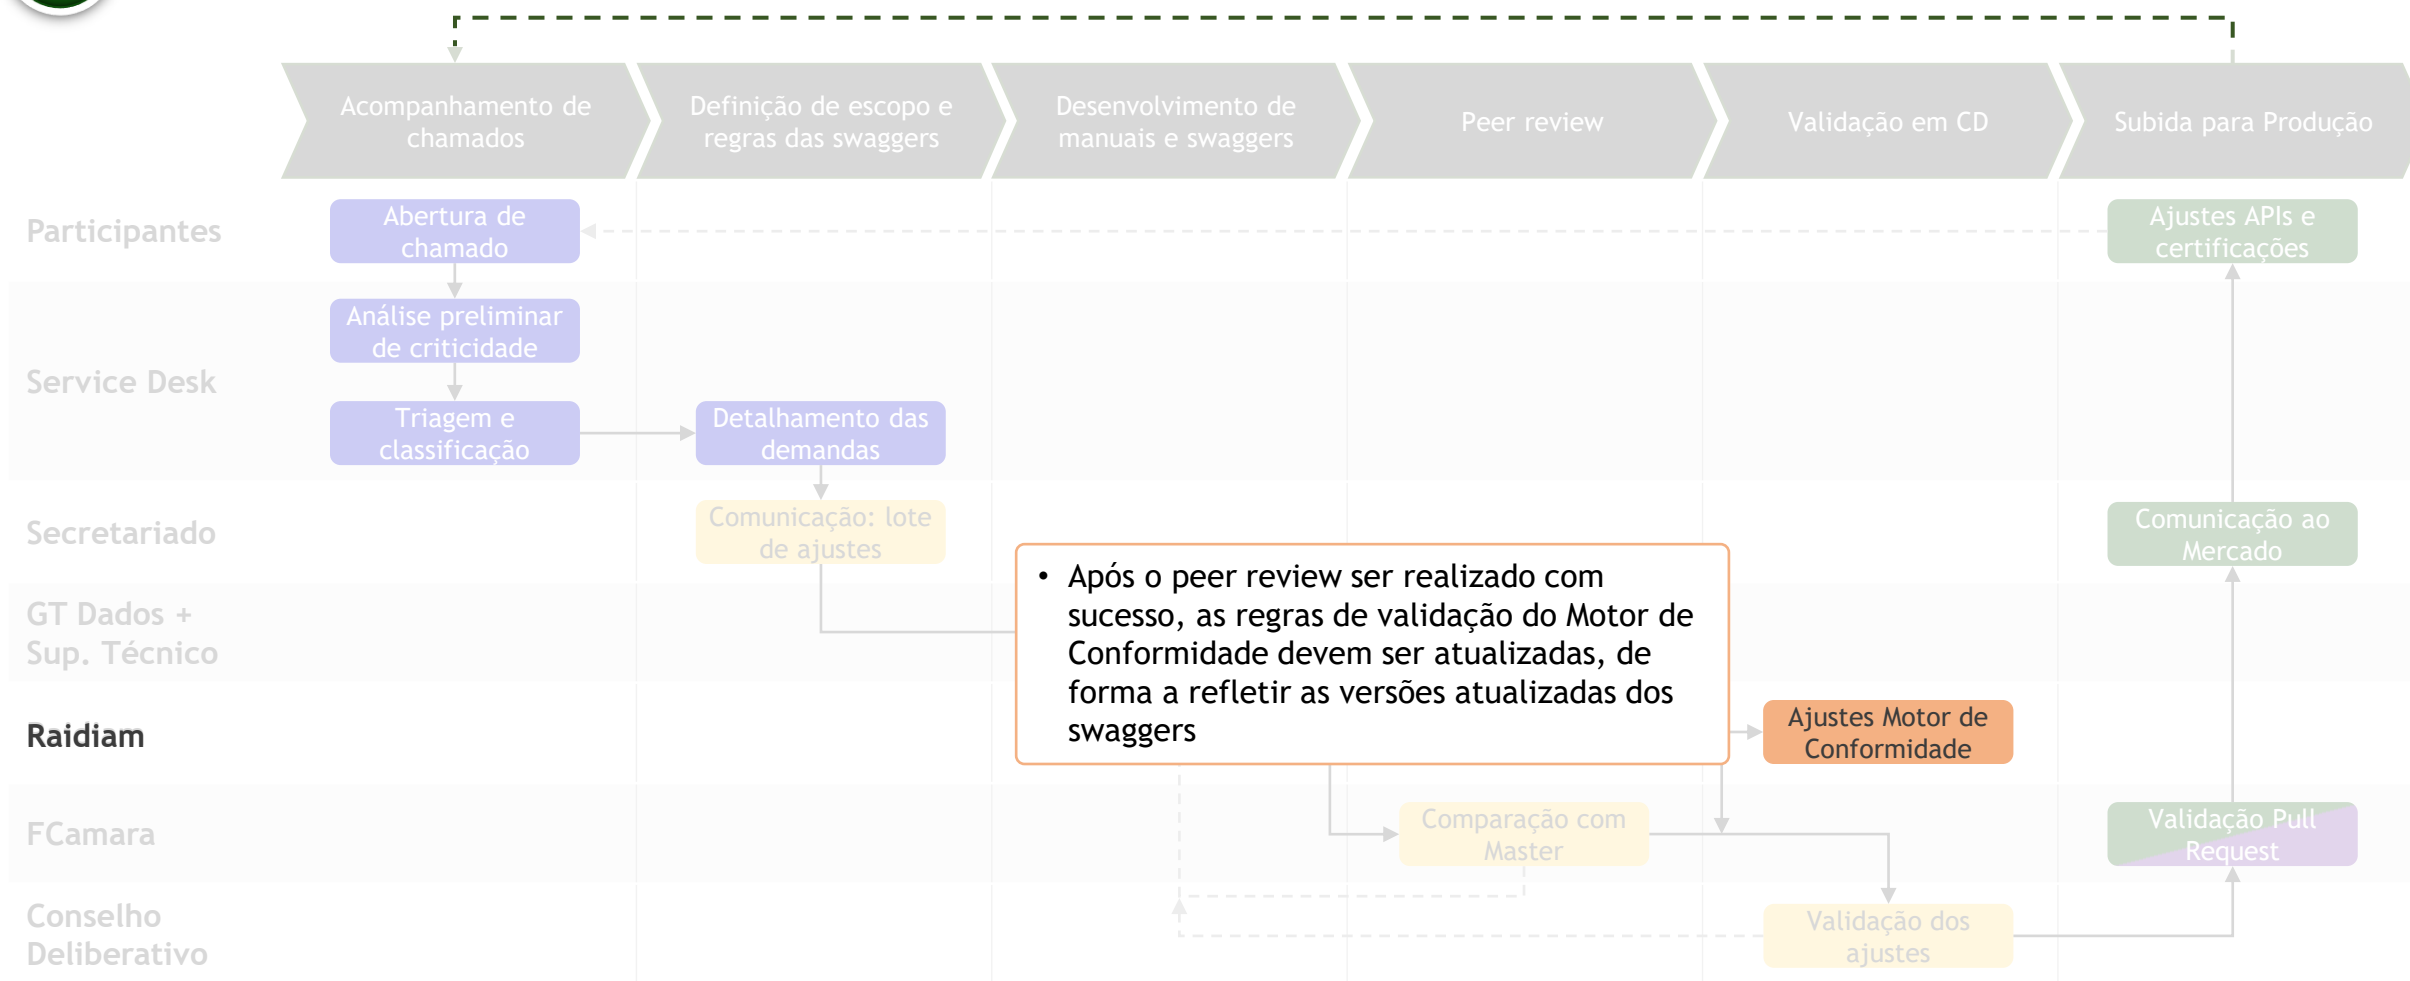 Acompanhamento de
chamados
Definição de escopo e
regras das swaggers
Desenvolvimento de
manuais e swaggers
Peer review
Validação em CD
Subida para Produção
Participantes
Abertura de
chamado
Ajustes APIs e
certificações
Service Desk
Análise preliminar
de criticidade
Triagem e
classificação
Detalhamento das
demandas
Secretariado
Comunicação: lote
de ajustes
Comunicação ao
Mercado
GT Dados +
Sup. Técnico
• Após o peer review ser realizado com
sucesso, as regras de validação do Motor de
Conformidade devem ser atualizadas, de
forma a refletir as versões atualizadas dos
swaggers
Raidiam
Ajustes Motor de
Conformidade
FCamara
Comparação com
Master
Validação Pull
Request
Conselho
Deliberativo
Validação dos
ajustes